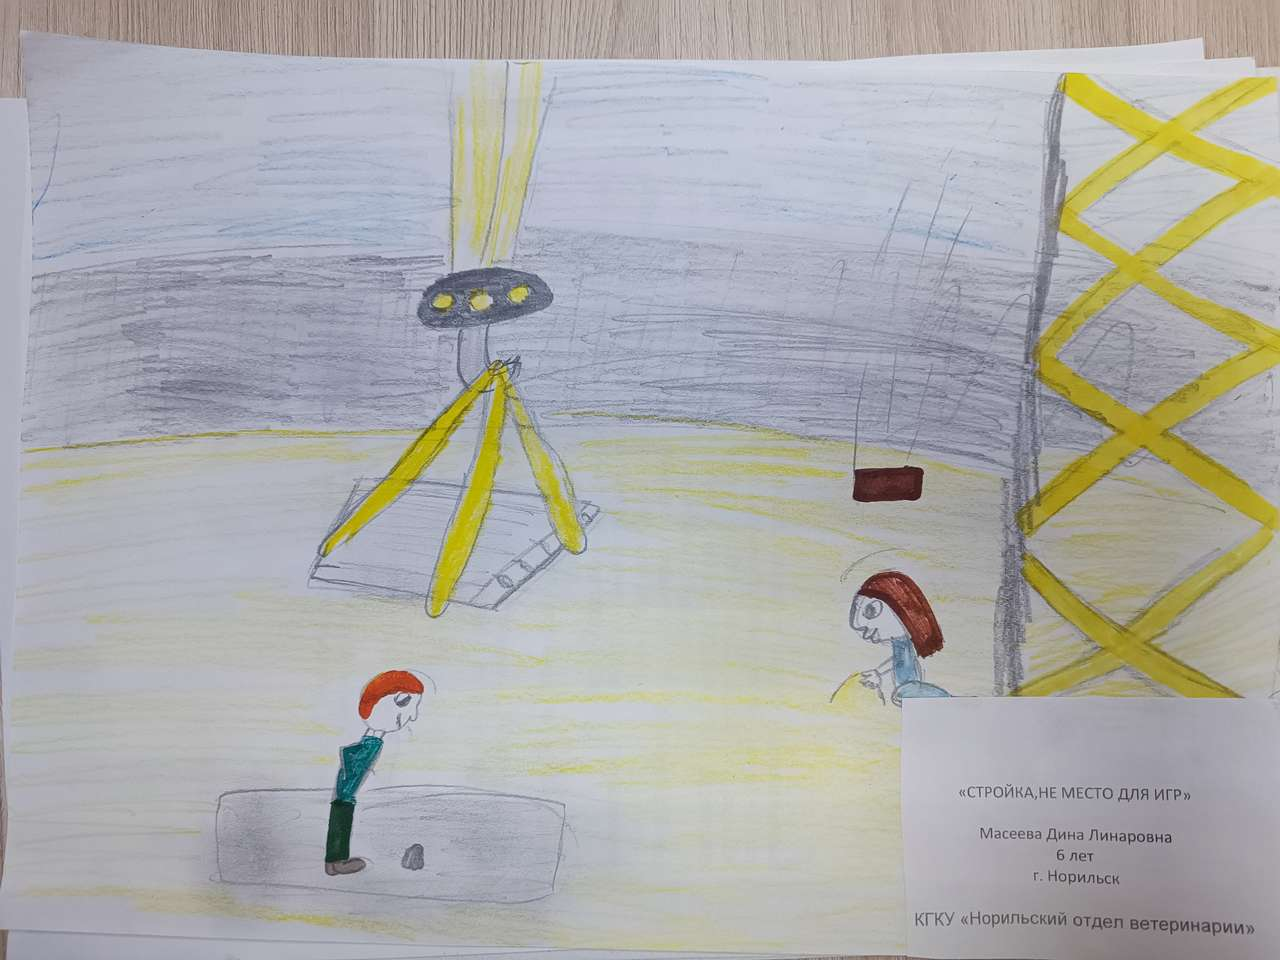 «СТРОЙКА,НЕ МЕСТО ДЛЯ ИГР»
Масеева Дина Линаровна
6 лет
г. Норильск
КГКУ «Норильский отдел ветеринарии»